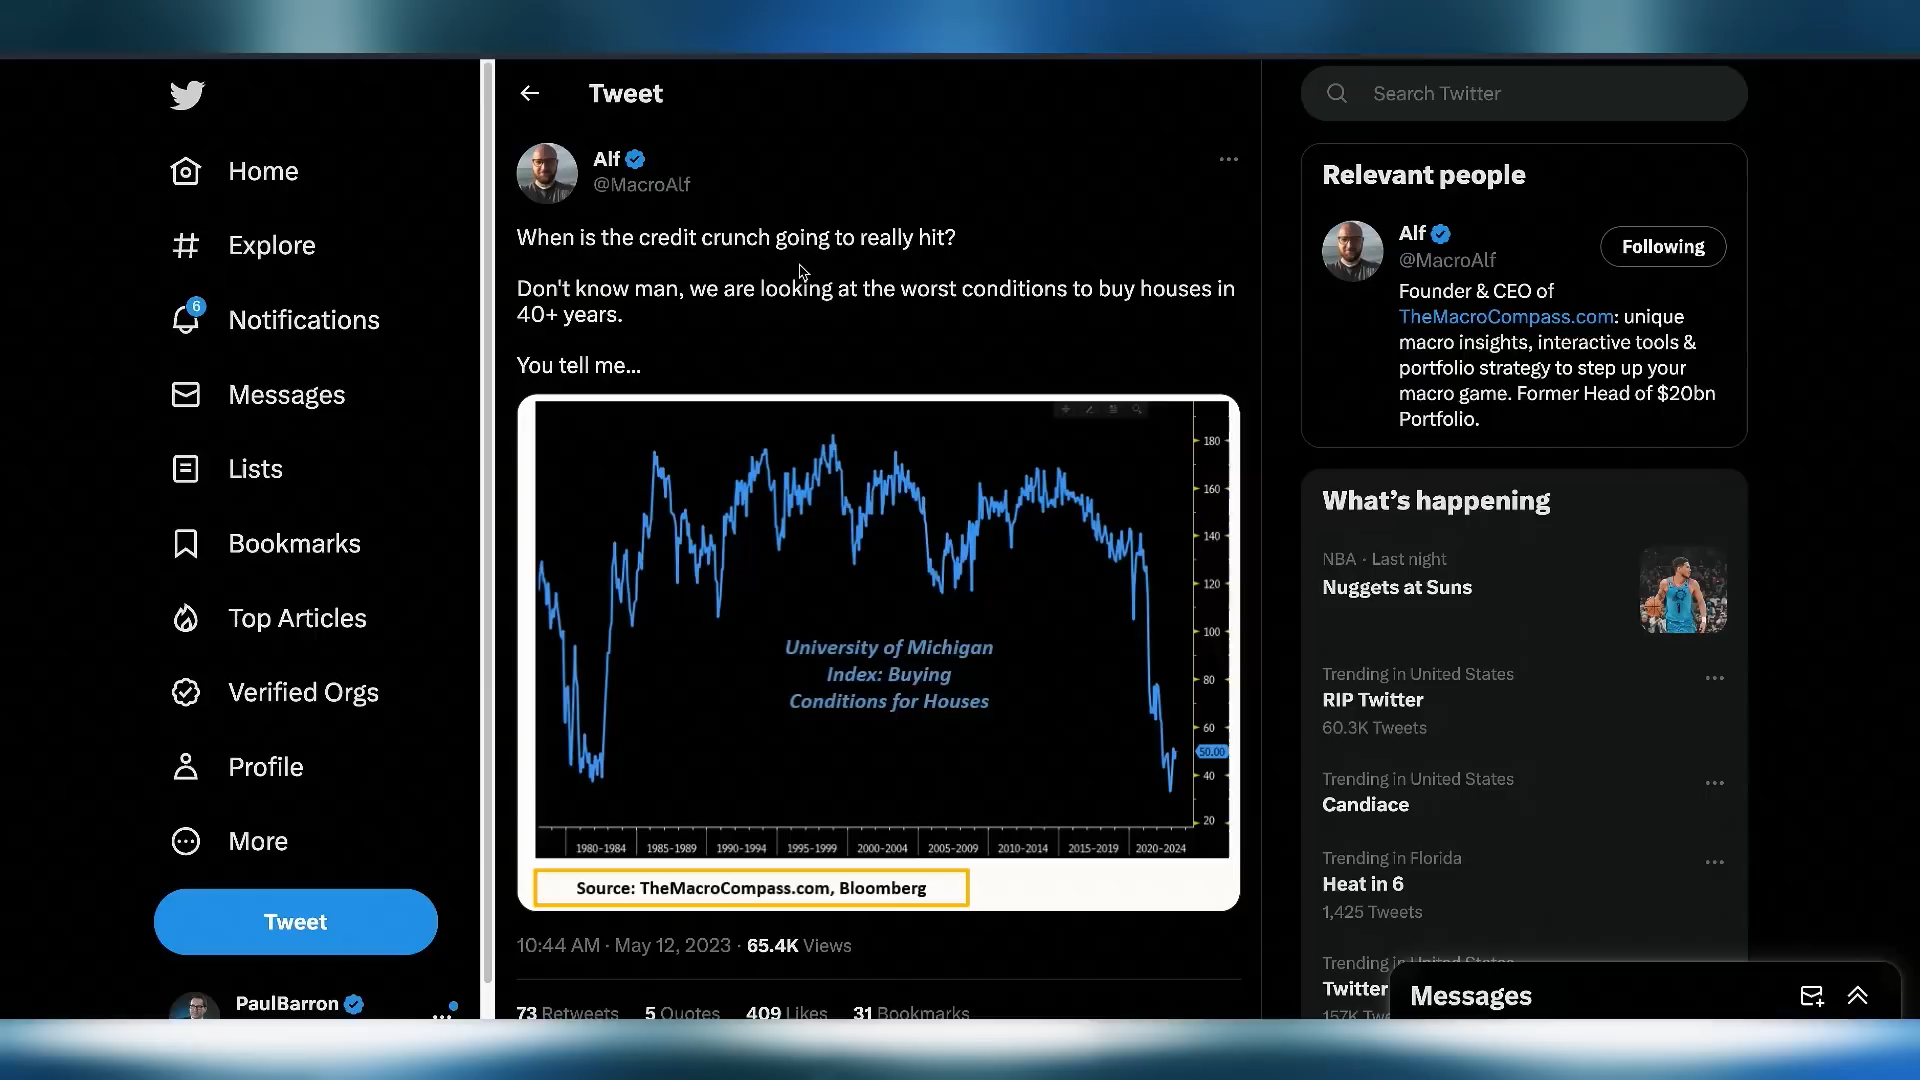 Home
Explore
6
Notifications
Messages
Lists
Bookmarks
Top Articles
Verified Orgs
Profile
More
Tweet
PaulBarron
Tweet
Alf
@MacroAlf
When is the credit crunch going to really hit?
Don't know man, we are looking at the worst conditions to buy houses in
40+ years.
You tell me...
180
160
140
120
100
80
60
50.00
40
20
University of Michigan
Index: Buying
Conditions for Houses
1980-1984 1985-1989 1990-1994 1995-1999 2000-2004 2005-2009 2010-2014 2015-2019 2020-2024
Source: TheMacroCompass.com, Bloomberg
10:44 AM · May 12, 2023 · 65.4K Views
73 Retweets 5 Quotes 409 Likes 31 Bookmarks
Search Twitter
Relevant people
Alf
@MacroAlf
Following
Founder & CEO of
TheMacroCompass.com: unique
macro insights, interactive tools &
portfolio strategy to step up your
macro game. Former Head of $20bn
Portfolio.
What's happening
NBA · Last night
Nuggets at Suns
Trending in United States
RIP Twitter
60.3K Tweets
Trending in United States
Candiace
Trending in Florida
Heat in 6
1,425 Tweets
Trending in United States
Twitter
Messages